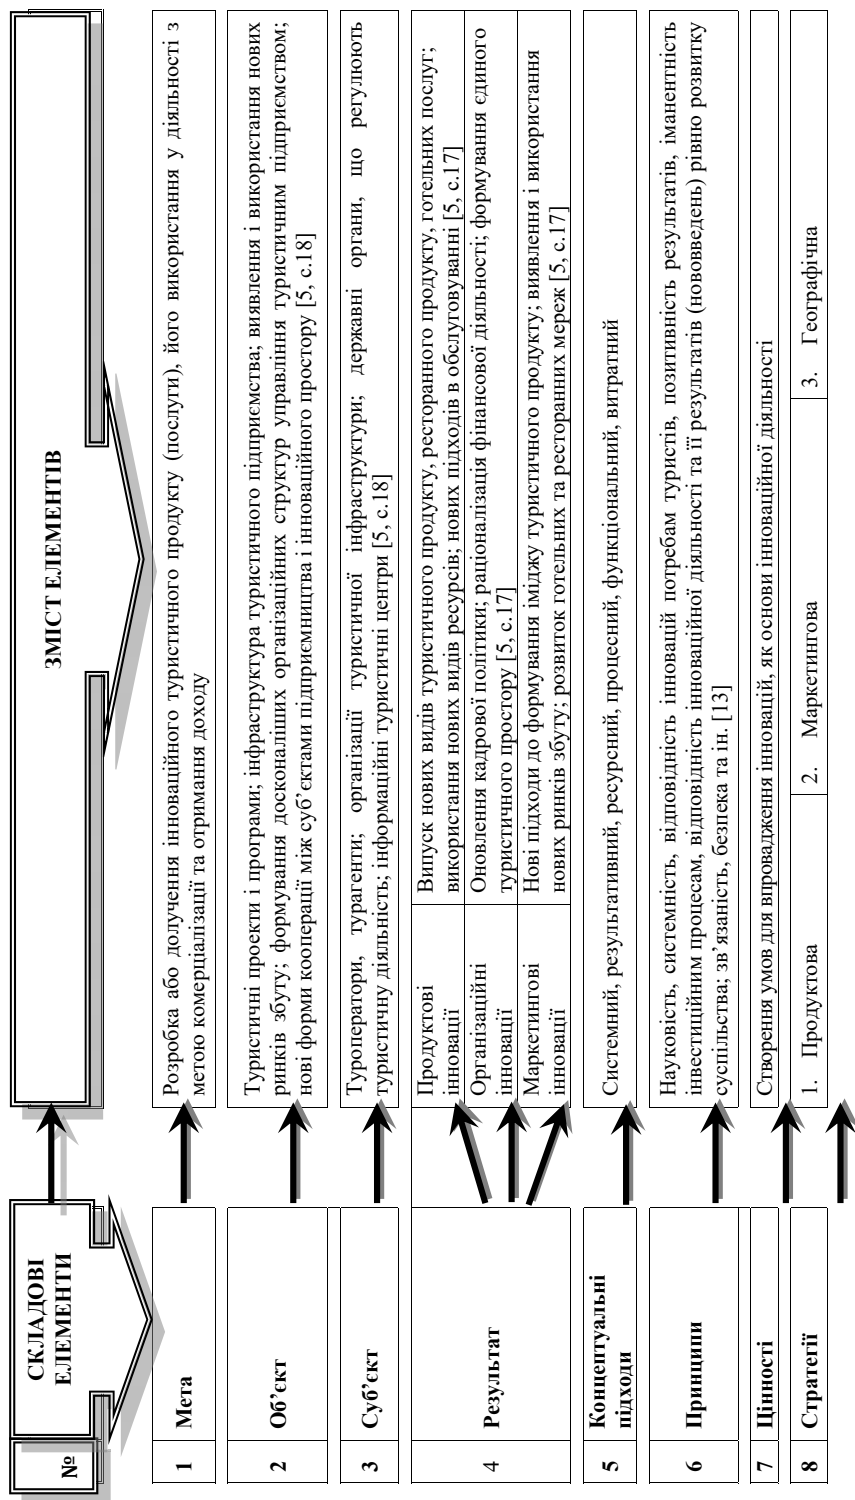 №
СКЛАДОВІ
ЕЛЕМЕНТИ
ЗМІСТ ЕЛЕМЕНТІВ
1
Мета
Розробка або долучення інноваційного туристичного продукту (послуги), його використання у діяльності з
метою комерціалізації та отримання доходу
2
Об’єкт
Туристичні проекти і програми; інфраструктура туристичного підприємства; виявлення і використання нових
ринків збуту; формування досконаліших організаційних структур управління туристичним підприємством;
нові форми кооперації між суб’єктами підприємництва і інноваційного простору [5, с.18]
3
Суб’єкт
Туроператори, турагенти; організації туристичної інфраструктури; державні органи, що регулюють
туристичну діяльність; інформаційні туристичні центри [5, с.18]
4
Результат
Продуктові
інновації
Випуск нових видів туристичного продукту, ресторанного продукту, готельних послуг;
використання нових видів ресурсів; нових підходів в обслуговуванні [5, с.17]
Організаційні
інновації
Оновлення кадрової політики; раціоналізація фінансової діяльності; формування єдиного
туристичного простору [5, с.17]
Маркетингові
інновації
Нові підходи до формування іміджу туристичного продукту; виявлення і використання
нових ринків збуту; розвиток готельних та ресторанних мереж [5, с.17]
5
Концептуальні
підходи
Системний, результативний, ресурсний, процесний, функціональний, витратний
6
Принципи
Науковість, системність, відповідність інновацій потребам туристів, позитивність результатів, іманентність
інвестиційним процесам, відповідність інноваційної діяльності та її результатів (нововведень) рівню розвитку
суспільства; зв’язаність, безпека та ін. [13]
7
Цінності
Створення умов для впровадження інновацій, як основи інноваційної діяльності
8
Стратегії
1. Продуктова
2. Маркетингова
3. Географічна